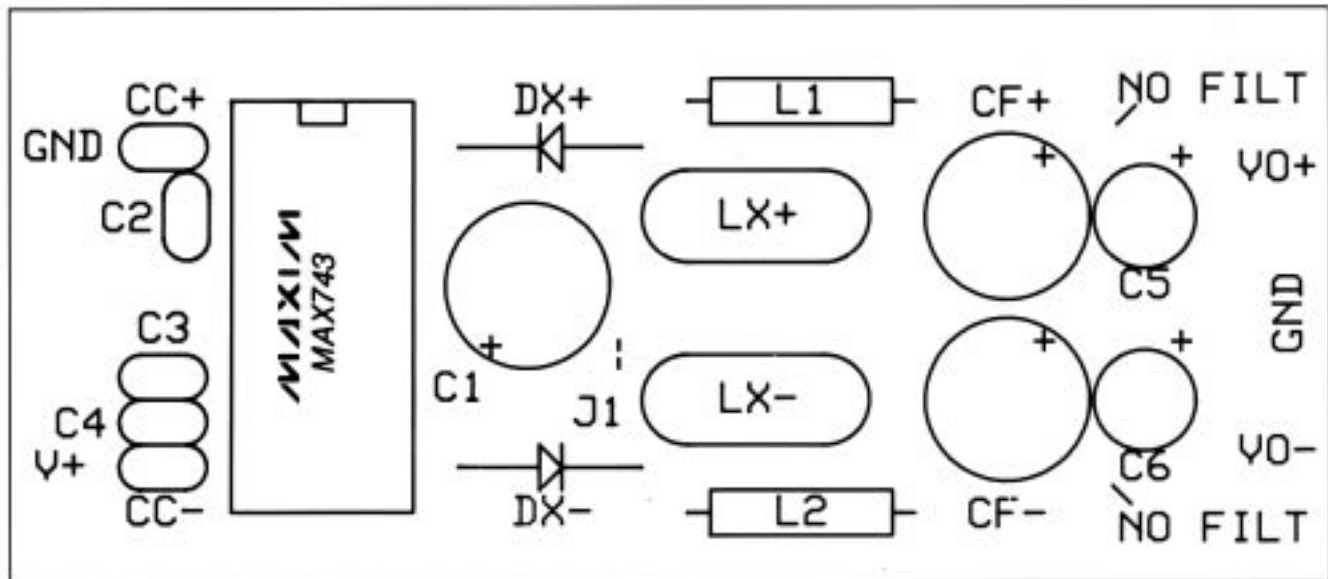 CC+
GND
C2
C3
C4
V+
CC-
MAXIM
MAX743
DX+
C1
J1
DX-
L1
LX+
LX-
L2
CF+
+
+
CF-
NO FILT
+
VO+
C5
GND
+
VO-
C6
NO FILT
+